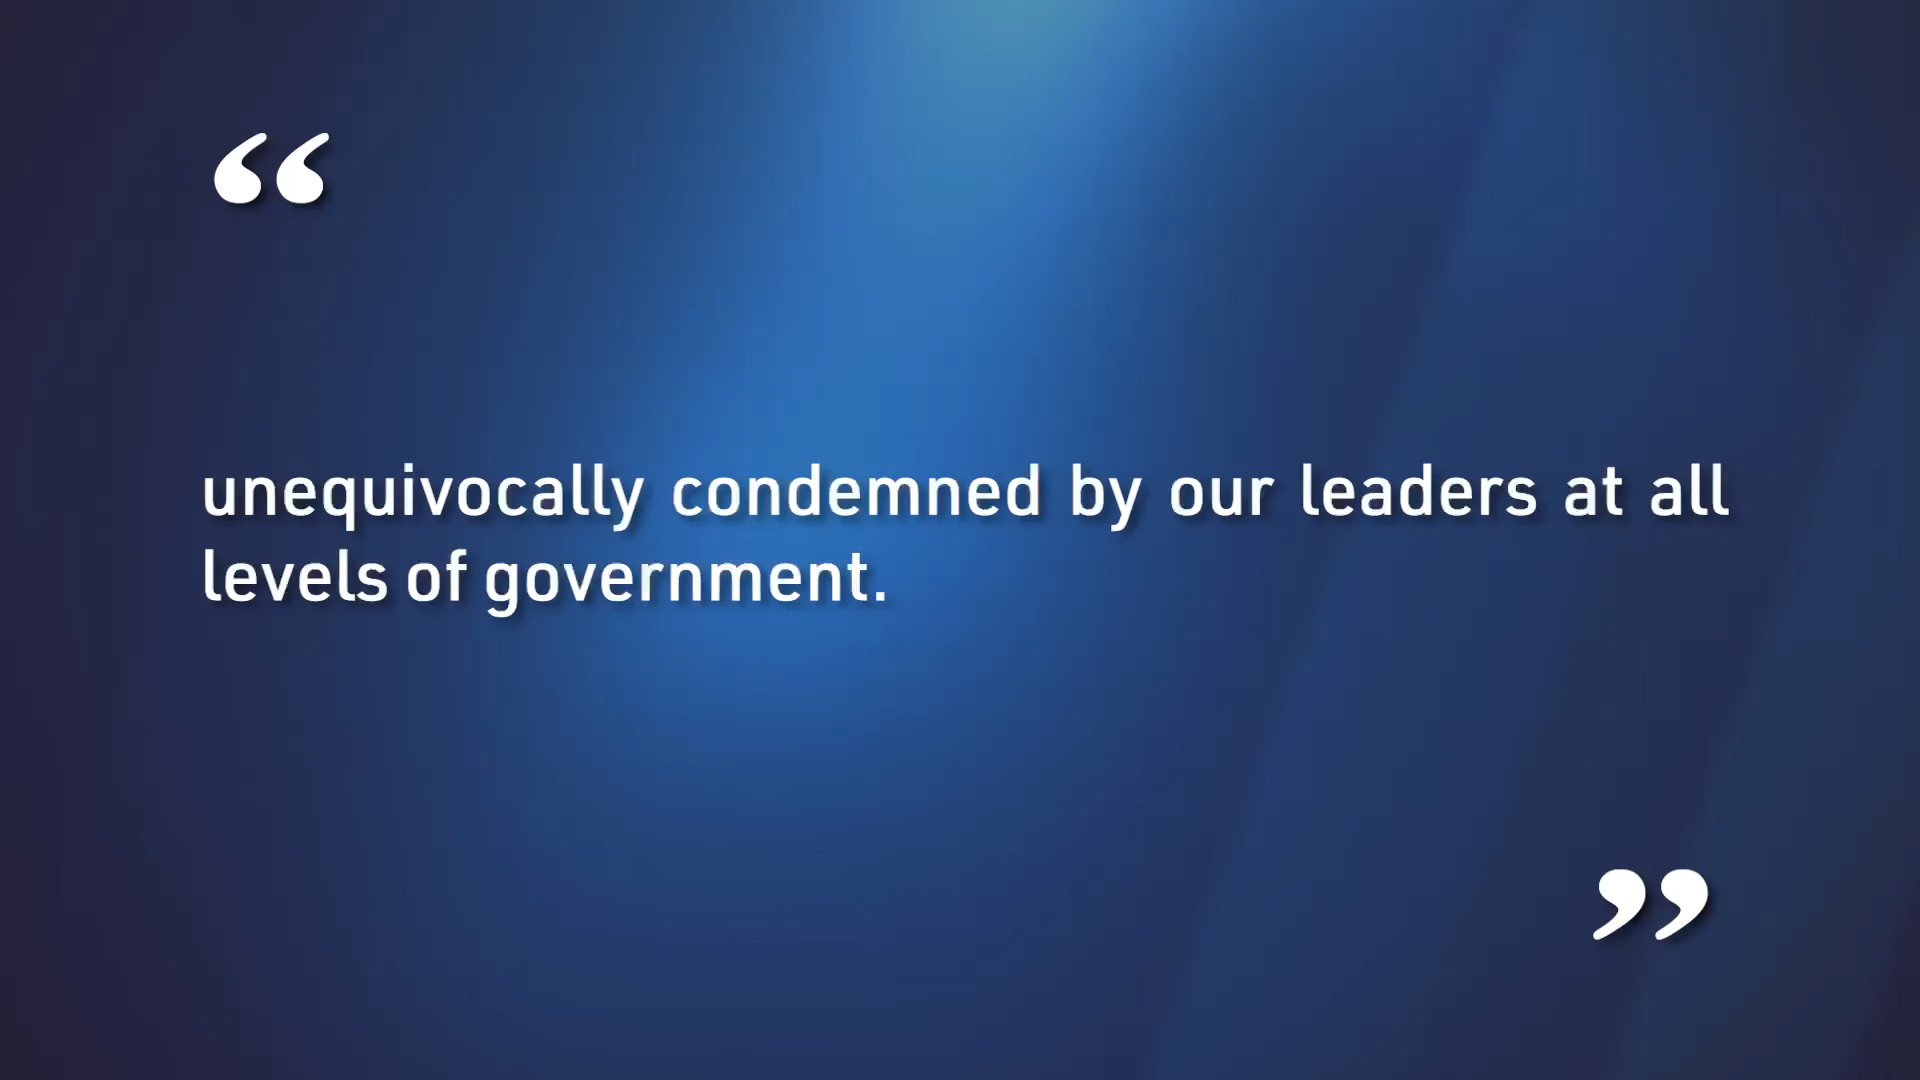 “
unequivocally condemned by our leaders at all
levels of government.
”